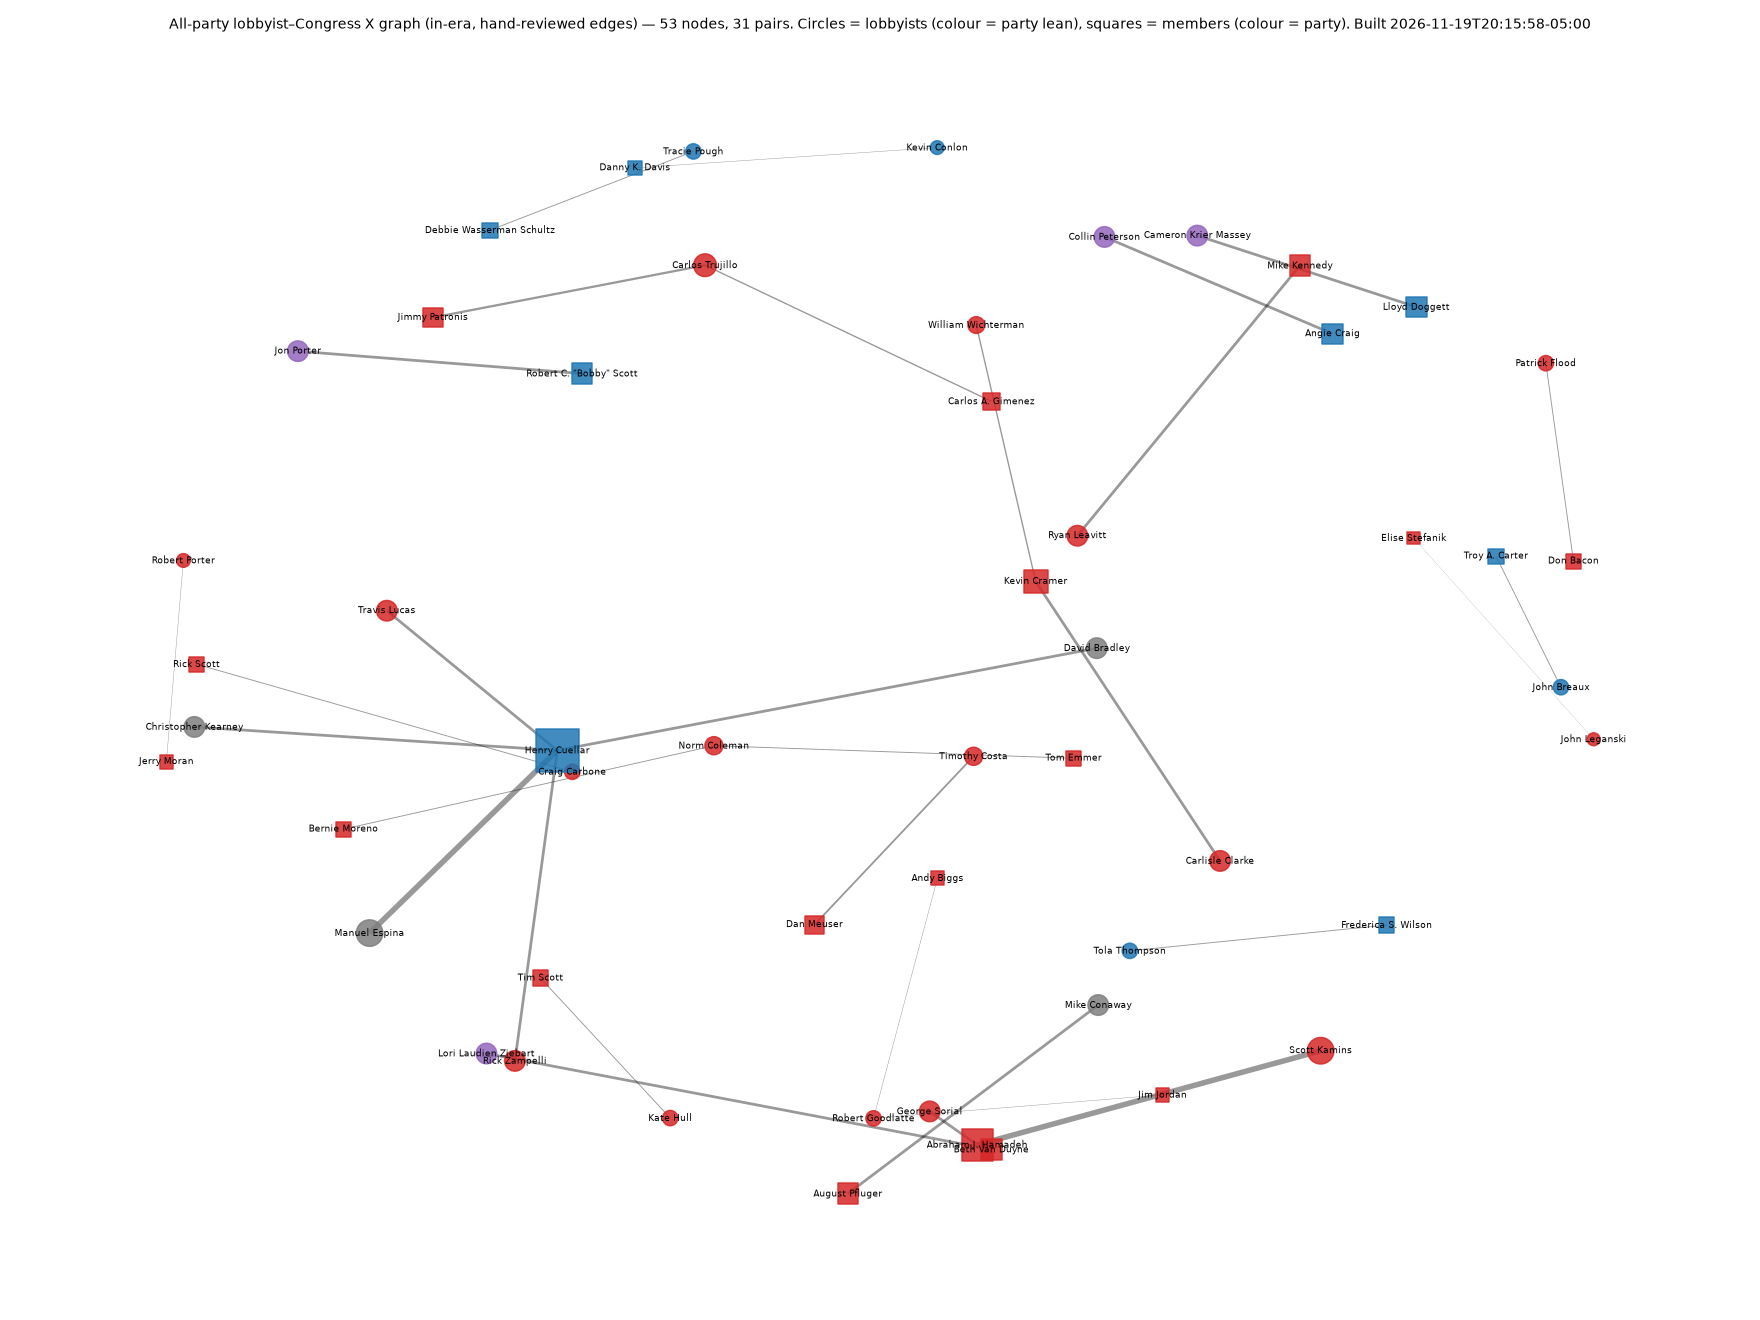 All-party lobbyist–Congress X graph (in-era, hand-reviewed edges) — 53 nodes, 31 pairs. Circles = lobbyists (colour = party lean), squares = members (colour = party). Built 2026-11-19T20:15:58-05:00
Kevin Conlon
Tracie Pough
Danny K. Davis
Debbie Wasserman Schultz
Collin Peterson
Cameron Krier Massey
Carlos Trujillo
Mike Kennedy
Lloyd Doggett
Jimmy Patronis
William Wichterman
Angie Craig
Jon Porter
Patrick Flood
Robert C. "Bobby" Scott
Carlos A. Gimenez
Ryan Leavitt
Elise Stefanik
Troy A. Carter
Robert Porter
Don Bacon
Kevin Cramer
Travis Lucas
David Bradley
Rick Scott
John Breaux
Christopher Kearney
John Leganski
Norm Coleman
Henry Cuellar
Timothy Costa
Tom Emmer
Jerry Moran
Craig Carbone
Bernie Moreno
Carlisle Clarke
Andy Biggs
Dan Meuser
Frederica S. Wilson
Manuel Espina
Tola Thompson
Tim Scott
Mike Conaway
Scott Kamins
Lori Laudien Ziebart
Rick Zampelli
Jim Jordan
George Sorial
Kate Hull
Robert Goodlatte
Abraham J. Hamadeh
Beth Van Duyne
August Pfluger